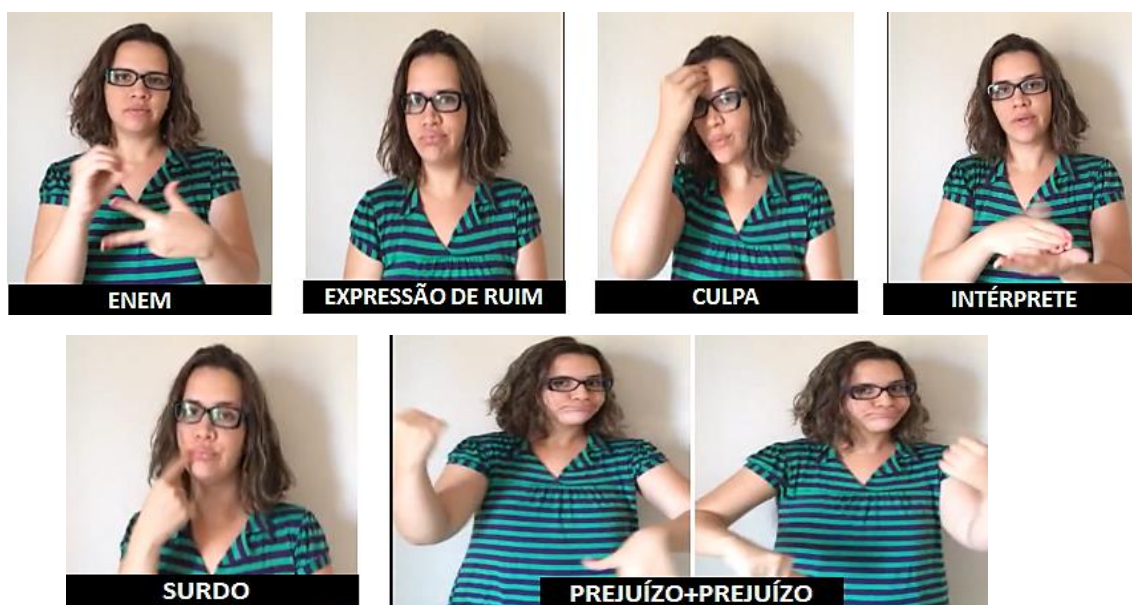 ENEM
EXPRESSÃO DE RUIM
CULPA
INTÉRPRETE
SURDO
PREJUÍZO+PREJUÍZO